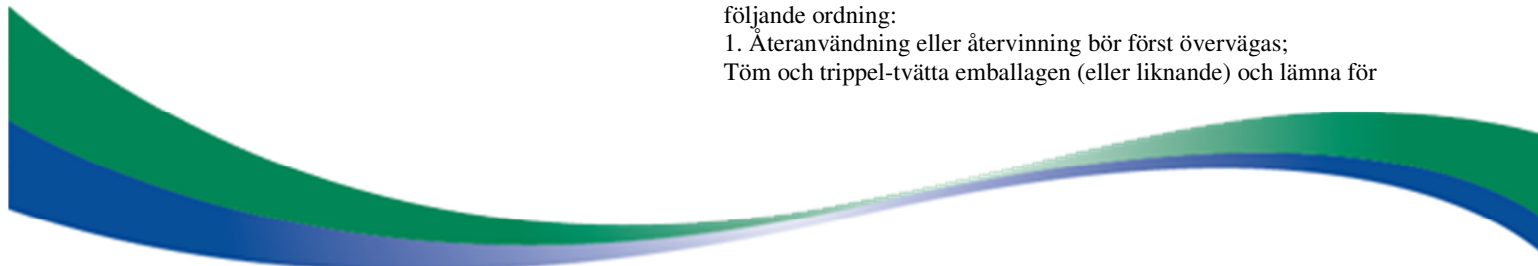 följande ordning:
1. Återanvändning eller återvinning bör först övervägas;
Töm och trippel-tvätta emballagen (eller liknande) och lämna för